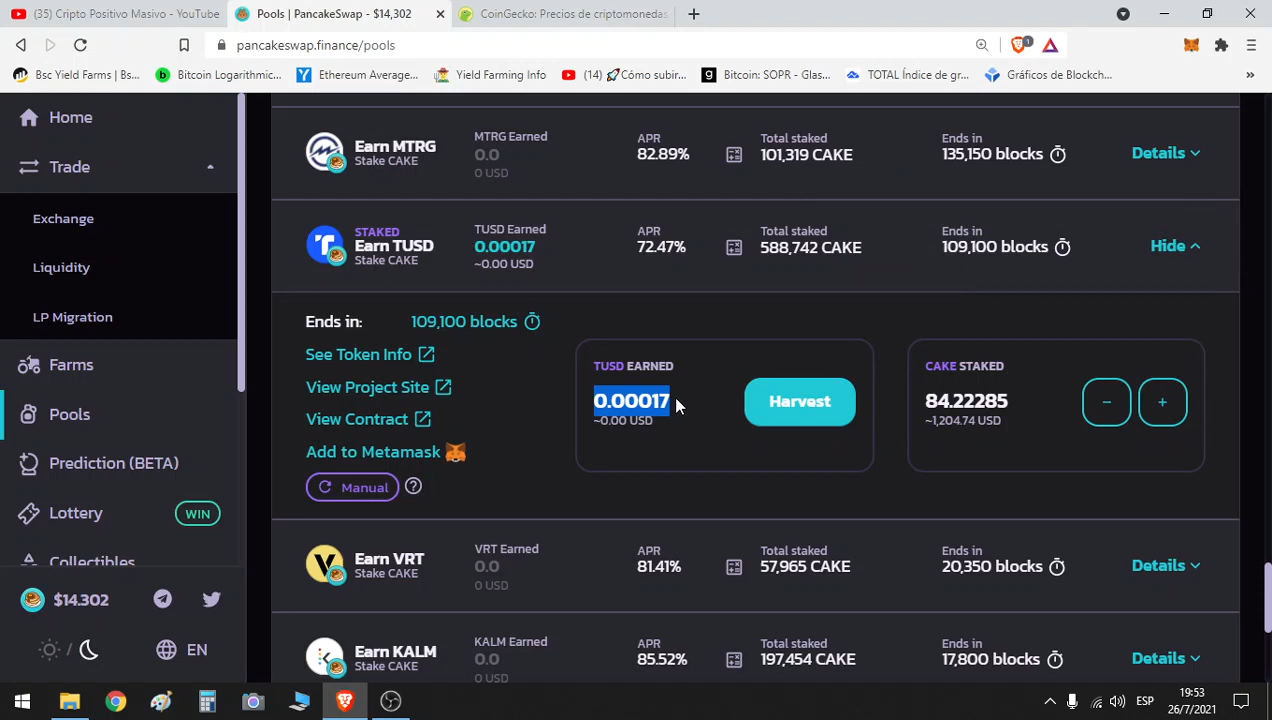 (35) Cripto Positivo Masivo - YouTube
Pools | PancakeSwap - $14,302
CoinGecko: Precios de criptomonedas
pancakeswap.finance/pools
1
Bsc Yield Farms | Bs...
Bitcoin Logarithmic...
Ethereum Average...
Yield Farming Info
(14) 🚀Cómo subir...
Bitcoin: SOPR - Glas...
TOTAL Índice de gr...
Gráficos de Blockch...
Home
Trade
Exchange
Liquidity
LP Migration
Farms
Pools
Prediction (BETA)
Lottery
WIN
Collectibles
$14.302
EN
Earn MTRG
Stake CAKE
MTRG Earned
0.0
0 USD
APR
82.89%
Total staked
101,319 CAKE
Ends in
135,150 blocks
Details
STAKED
Earn TUSD
Stake CAKE
TUSD Earned
0.00017
~0.00 USD
APR
72.47%
Total staked
588,742 CAKE
Ends in
109,100 blocks
Hide
Ends in:
109,100 blocks
See Token Info
View Project Site
View Contract
Add to Metamask
Manual
TUSD EARNED
0.00017
~0.00 USD
Harvest
CAKE STAKED
84.22285
~1,204.74 USD
Earn VRT
Stake CAKE
VRT Earned
0.0
0 USD
APR
81.41%
Total staked
57,965 CAKE
Ends in
20,350 blocks
Details
Earn KALM
Stake CAKE
KALM Earned
0.0
0 USD
APR
85.52%
Total staked
197,454 CAKE
Ends in
17,800 blocks
Details
ESP
19:53
26/7/2021